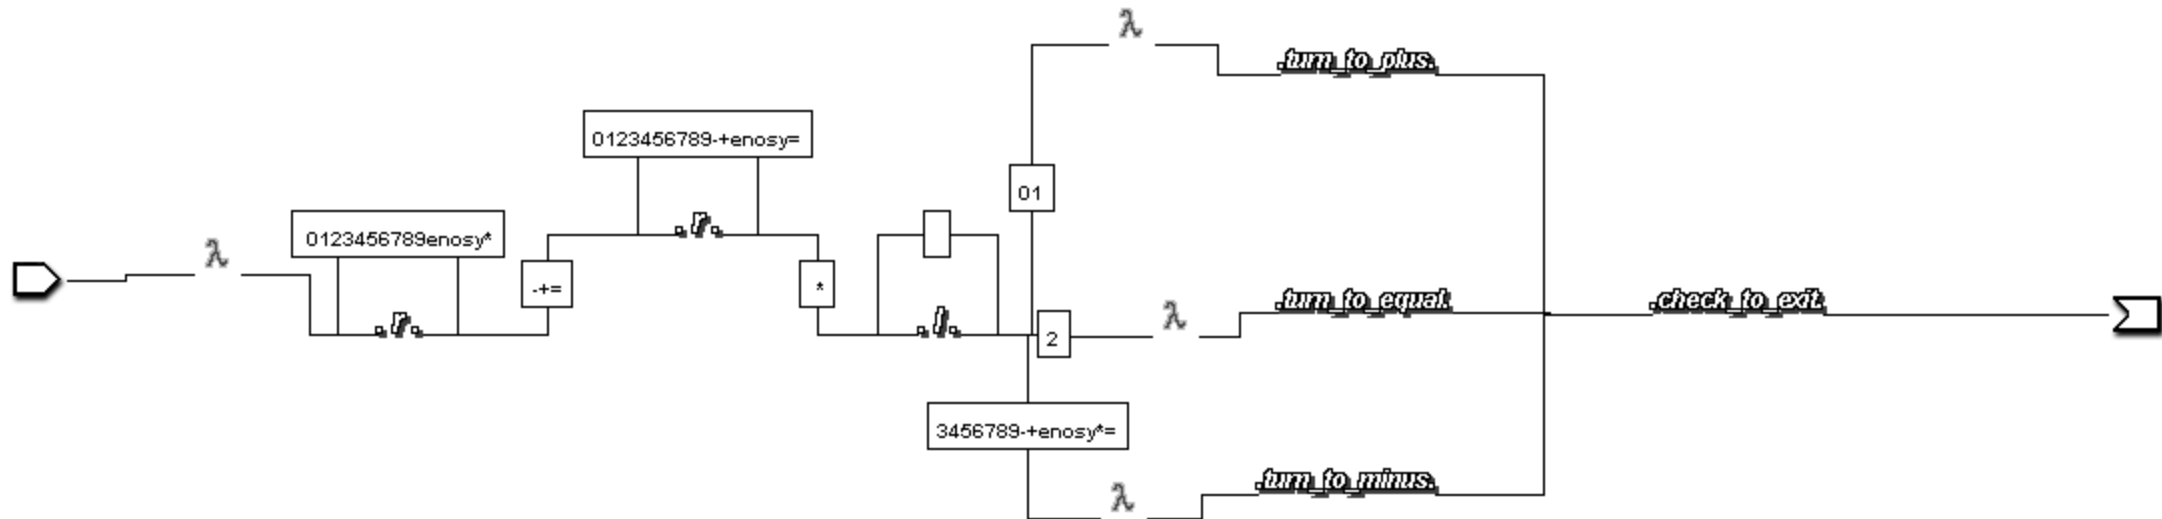 λ
.turn_to_plus.
0123456789-+enosy=
01
0123456789enosy*
.r.
λ
-+=
*
.r.
.l.
2
λ
.turn_to_equal.
.check_to_exit.
3456789-+enosy*=
λ
.turn_to_minus.